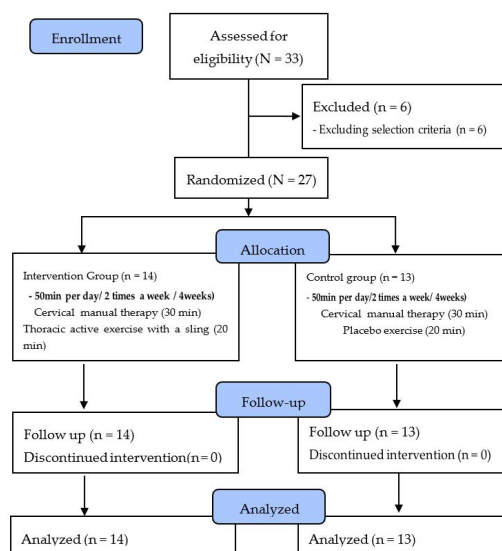 Enrollment
Assessed for
eligibility (N = 33)
Excluded (n = 6)
- Excluding selection criteria (n = 6)
Randomized (N = 27)
Allocation
Intervention Group (n = 14)
- 50min per day/ 2 times a week / 4weeks)
Cervical manual therapy (30 min)
Thoracic active exercise with a sling (20
min)
Control group (n = 13)
- 50min per day/2 times a week/ 4weeks)
Cervical manual therapy (30 min)
Placebo exercise (20 min)
Follow-up
Follow up (n = 14)
Discontinued intervention(n = 0)
Follow up (n = 13)
Discontinued intervention (n = 0)
Analyzed
Analyzed (n = 14)
Analyzed (n = 13)